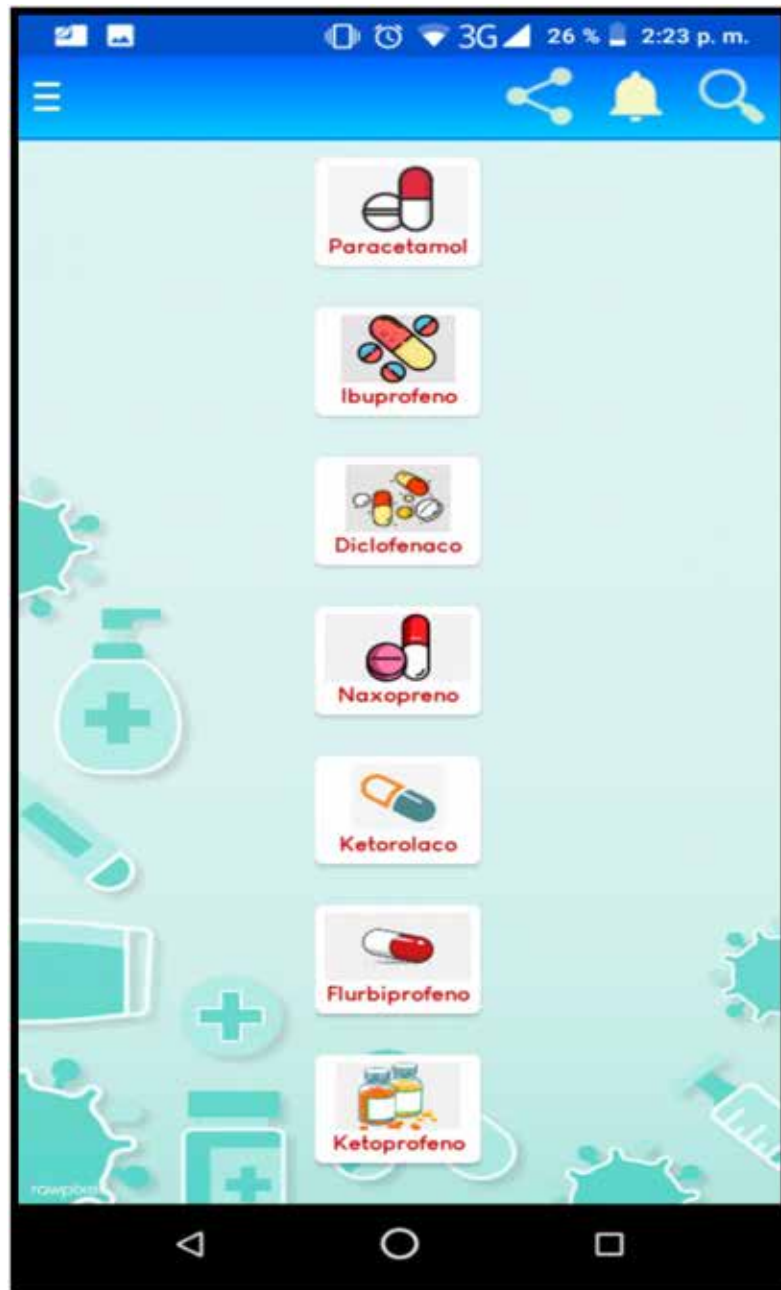 3G 26 % 2:23 p. m.
Paracetamol
Ibuprofeno
Diclofenaco
Naxopreno
Ketorolaco
Flurbiprofeno
Ketoprofeno